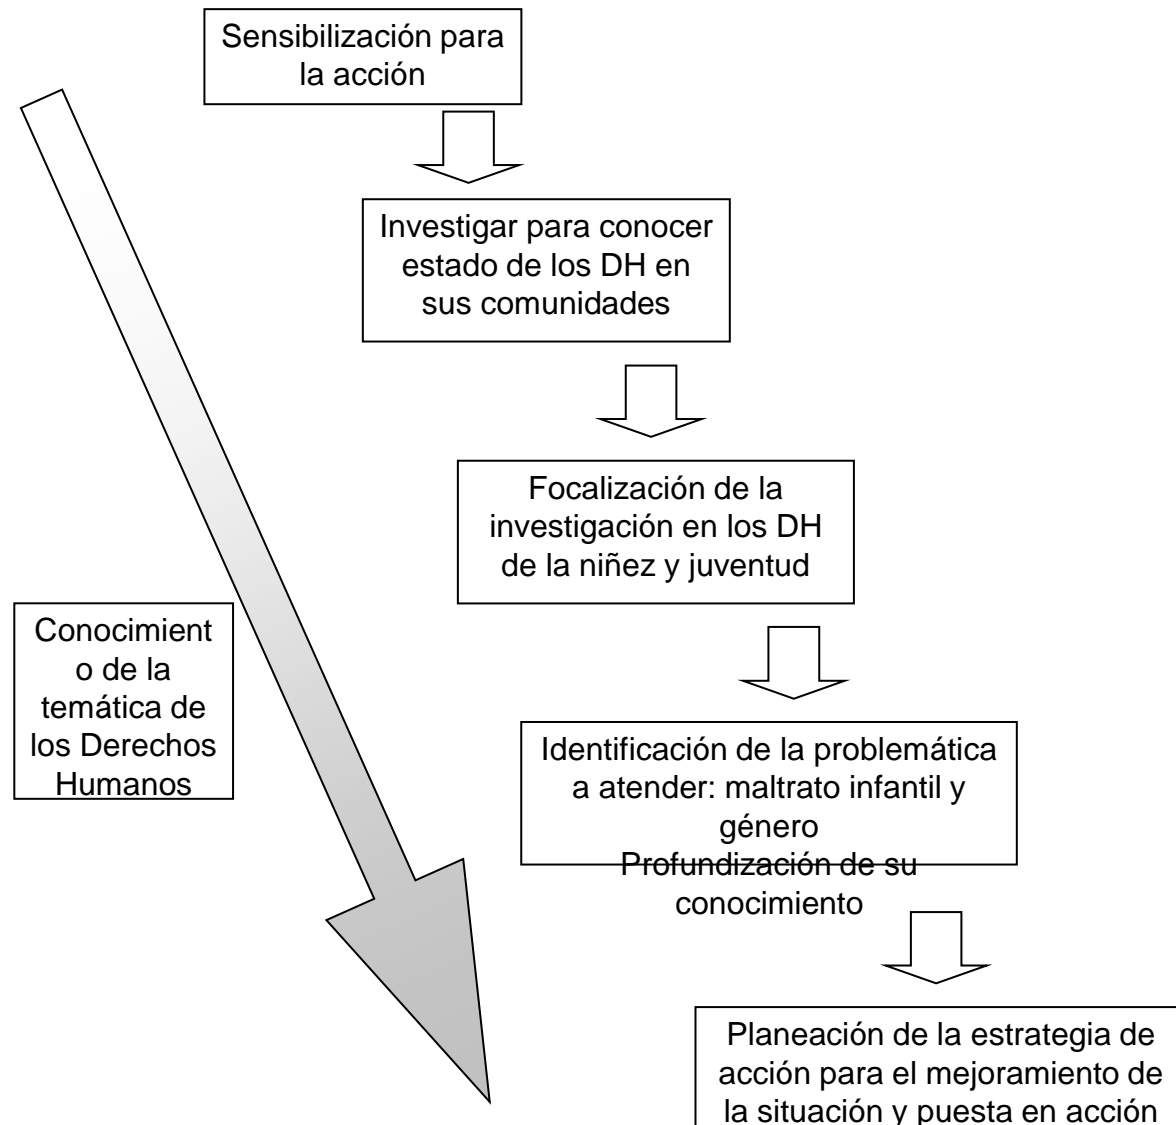 Sensibilización para
la acción
Investigar para conocer
estado de los DH en
sus comunidades
Focalización de la
investigación en los DH
de la niñez y juventud
Conocimient
o de la
temática de
los Derechos
Humanos
Identificación de la problemática
a atender: maltrato infantil y
género
Profundización de su
conocimiento
Planeación de la estrategia de
acción para el mejoramiento de
la situación y puesta en acción